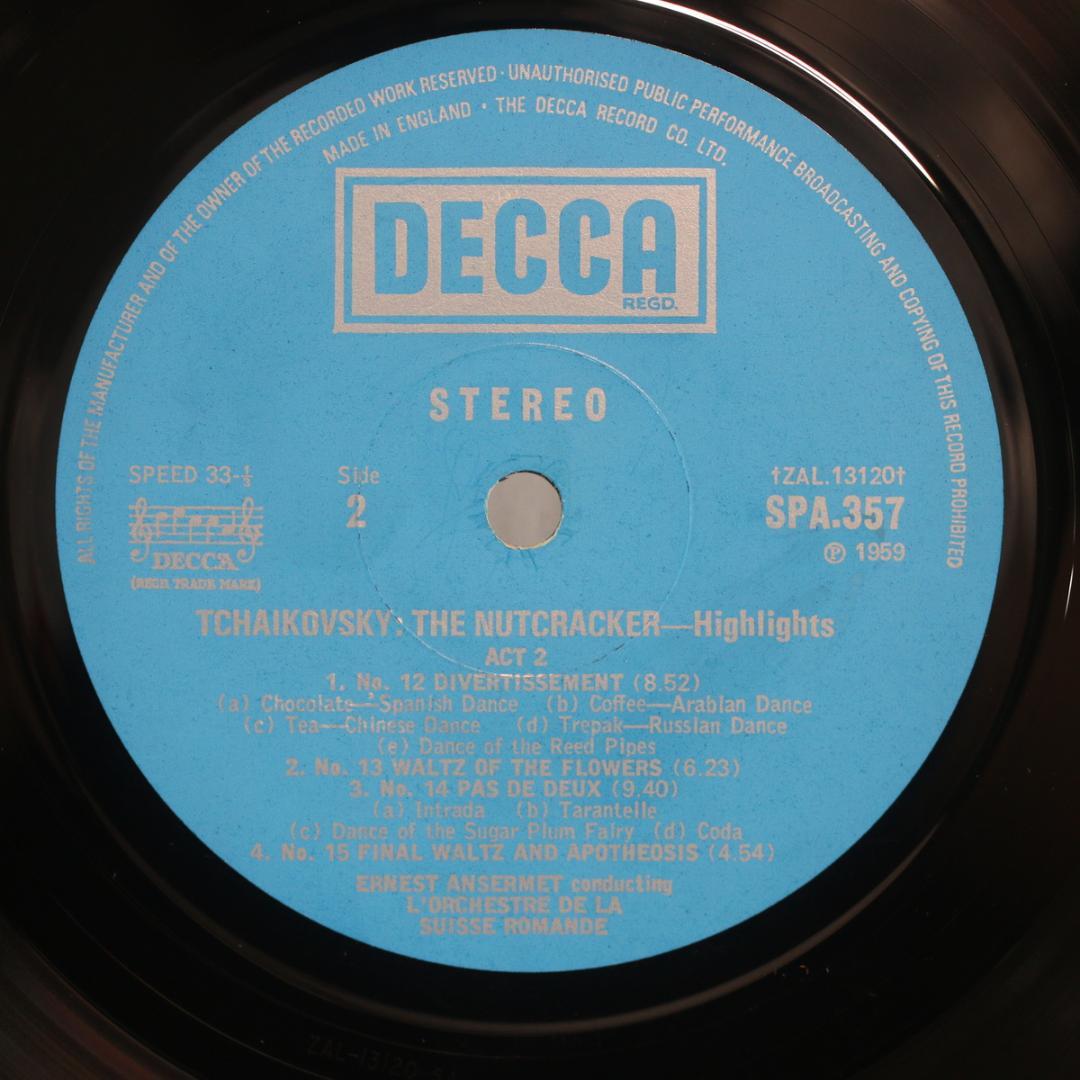 ALL RIGHTS OF THE MANUFACTURER AND OF THE OWNER OF THE RECORDED WORK RESERVED · UNAUTHORISED PUBLIC PERFORMANCE BROADCASTING AND COPYING OF THIS RECORD PROHIBITED
MADE IN ENGLAND · THE DECCA RECORD CO. LTD.
DECCA
REGD.
STEREO
SPEED 33-⅓
Side
2
DECCA
(REGD. TRADE MARK)
†ZAL.13120†
SPA.357
℗ 1959
TCHAIKOVSKY: THE NUTCRACKER—Highlights
ACT 2
1. No. 12 DIVERTISSEMENT (8.52)
(a) Chocolate—Spanish Dance (b) Coffee—Arabian Dance
(c) Tea—Chinese Dance (d) Trepak—Russian Dance
(e) Dance of the Reed Pipes
2. No. 13 WALTZ OF THE FLOWERS (6.23)
3. No. 14 PAS DE DEUX (9.40)
(a) Intrada (b) Tarantelle
(c) Dance of the Sugar Plum Fairy (d) Coda
4. No. 15 FINAL WALTZ AND APOTHEOSIS (4.54)
ERNEST ANSERMET conducting
L'ORCHESTRE DE LA
SUISSE ROMANDE